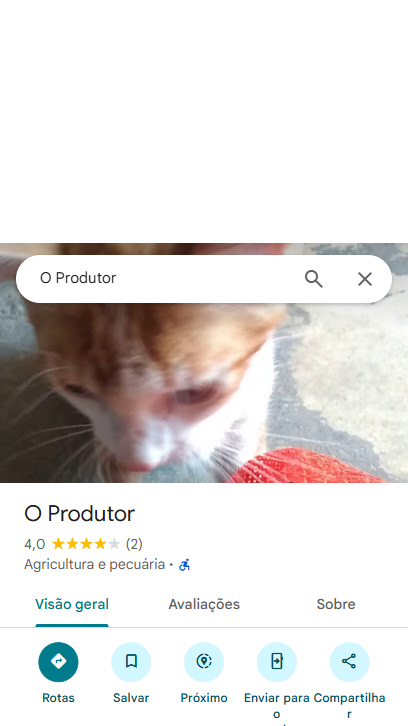 O Produtor
O Produtor
4,0 (2)
Agricultura e pecuária ·
Visão geral Avaliações Sobre
Rotas Salvar Próximo Enviar para o Compartilhar